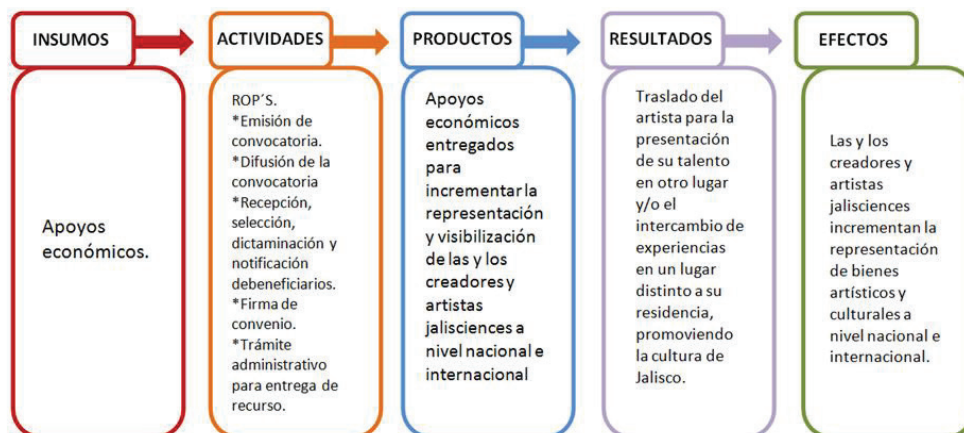 INSUMOS
Apoyos
económicos.
ACTIVIDADES
ROP´S.
*Emisión de
convocatoria.
*Difusión de la
convocatoria
*Recepción,
selección,
dictaminación y
notificación
debeneficiarios.
*Firma de
convenio.
*Trámite
administrativo
para entrega de
recurso.
PRODUCTOS
Apoyos
económicos
entregados
para
incrementar la
representación
y visibilización
de las y los
creadores y
artistas
jalisciences a
nivel nacional e
internacional
RESULTADOS
Traslado del
artista para la
presentación
de su talento
en otro lugar
y/o el
intercambio de
experiencias
en un lugar
distinto a su
residencia,
promoviendo
la cultura de
Jalisco.
EFECTOS
Las y los
creadores y
artistas
jalisciences
incrementan la
representación
de bienes
artísticos y
culturales a
nivel nacional e
internacional.